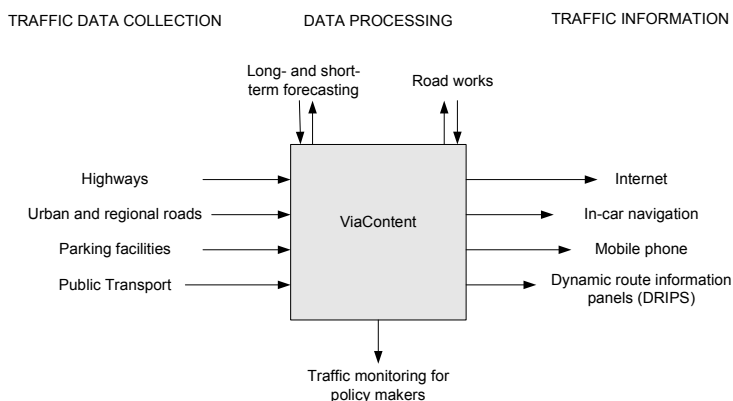 TRAFFIC DATA COLLECTION
DATA PROCESSING
TRAFFIC INFORMATION
Long- and short-
term forecasting
Road works
Highways
Urban and regional roads
Parking facilities
Public Transport
ViaContent
Internet
In-car navigation
Mobile phone
Dynamic route information
panels (DRIPS)
Traffic monitoring for
policy makers